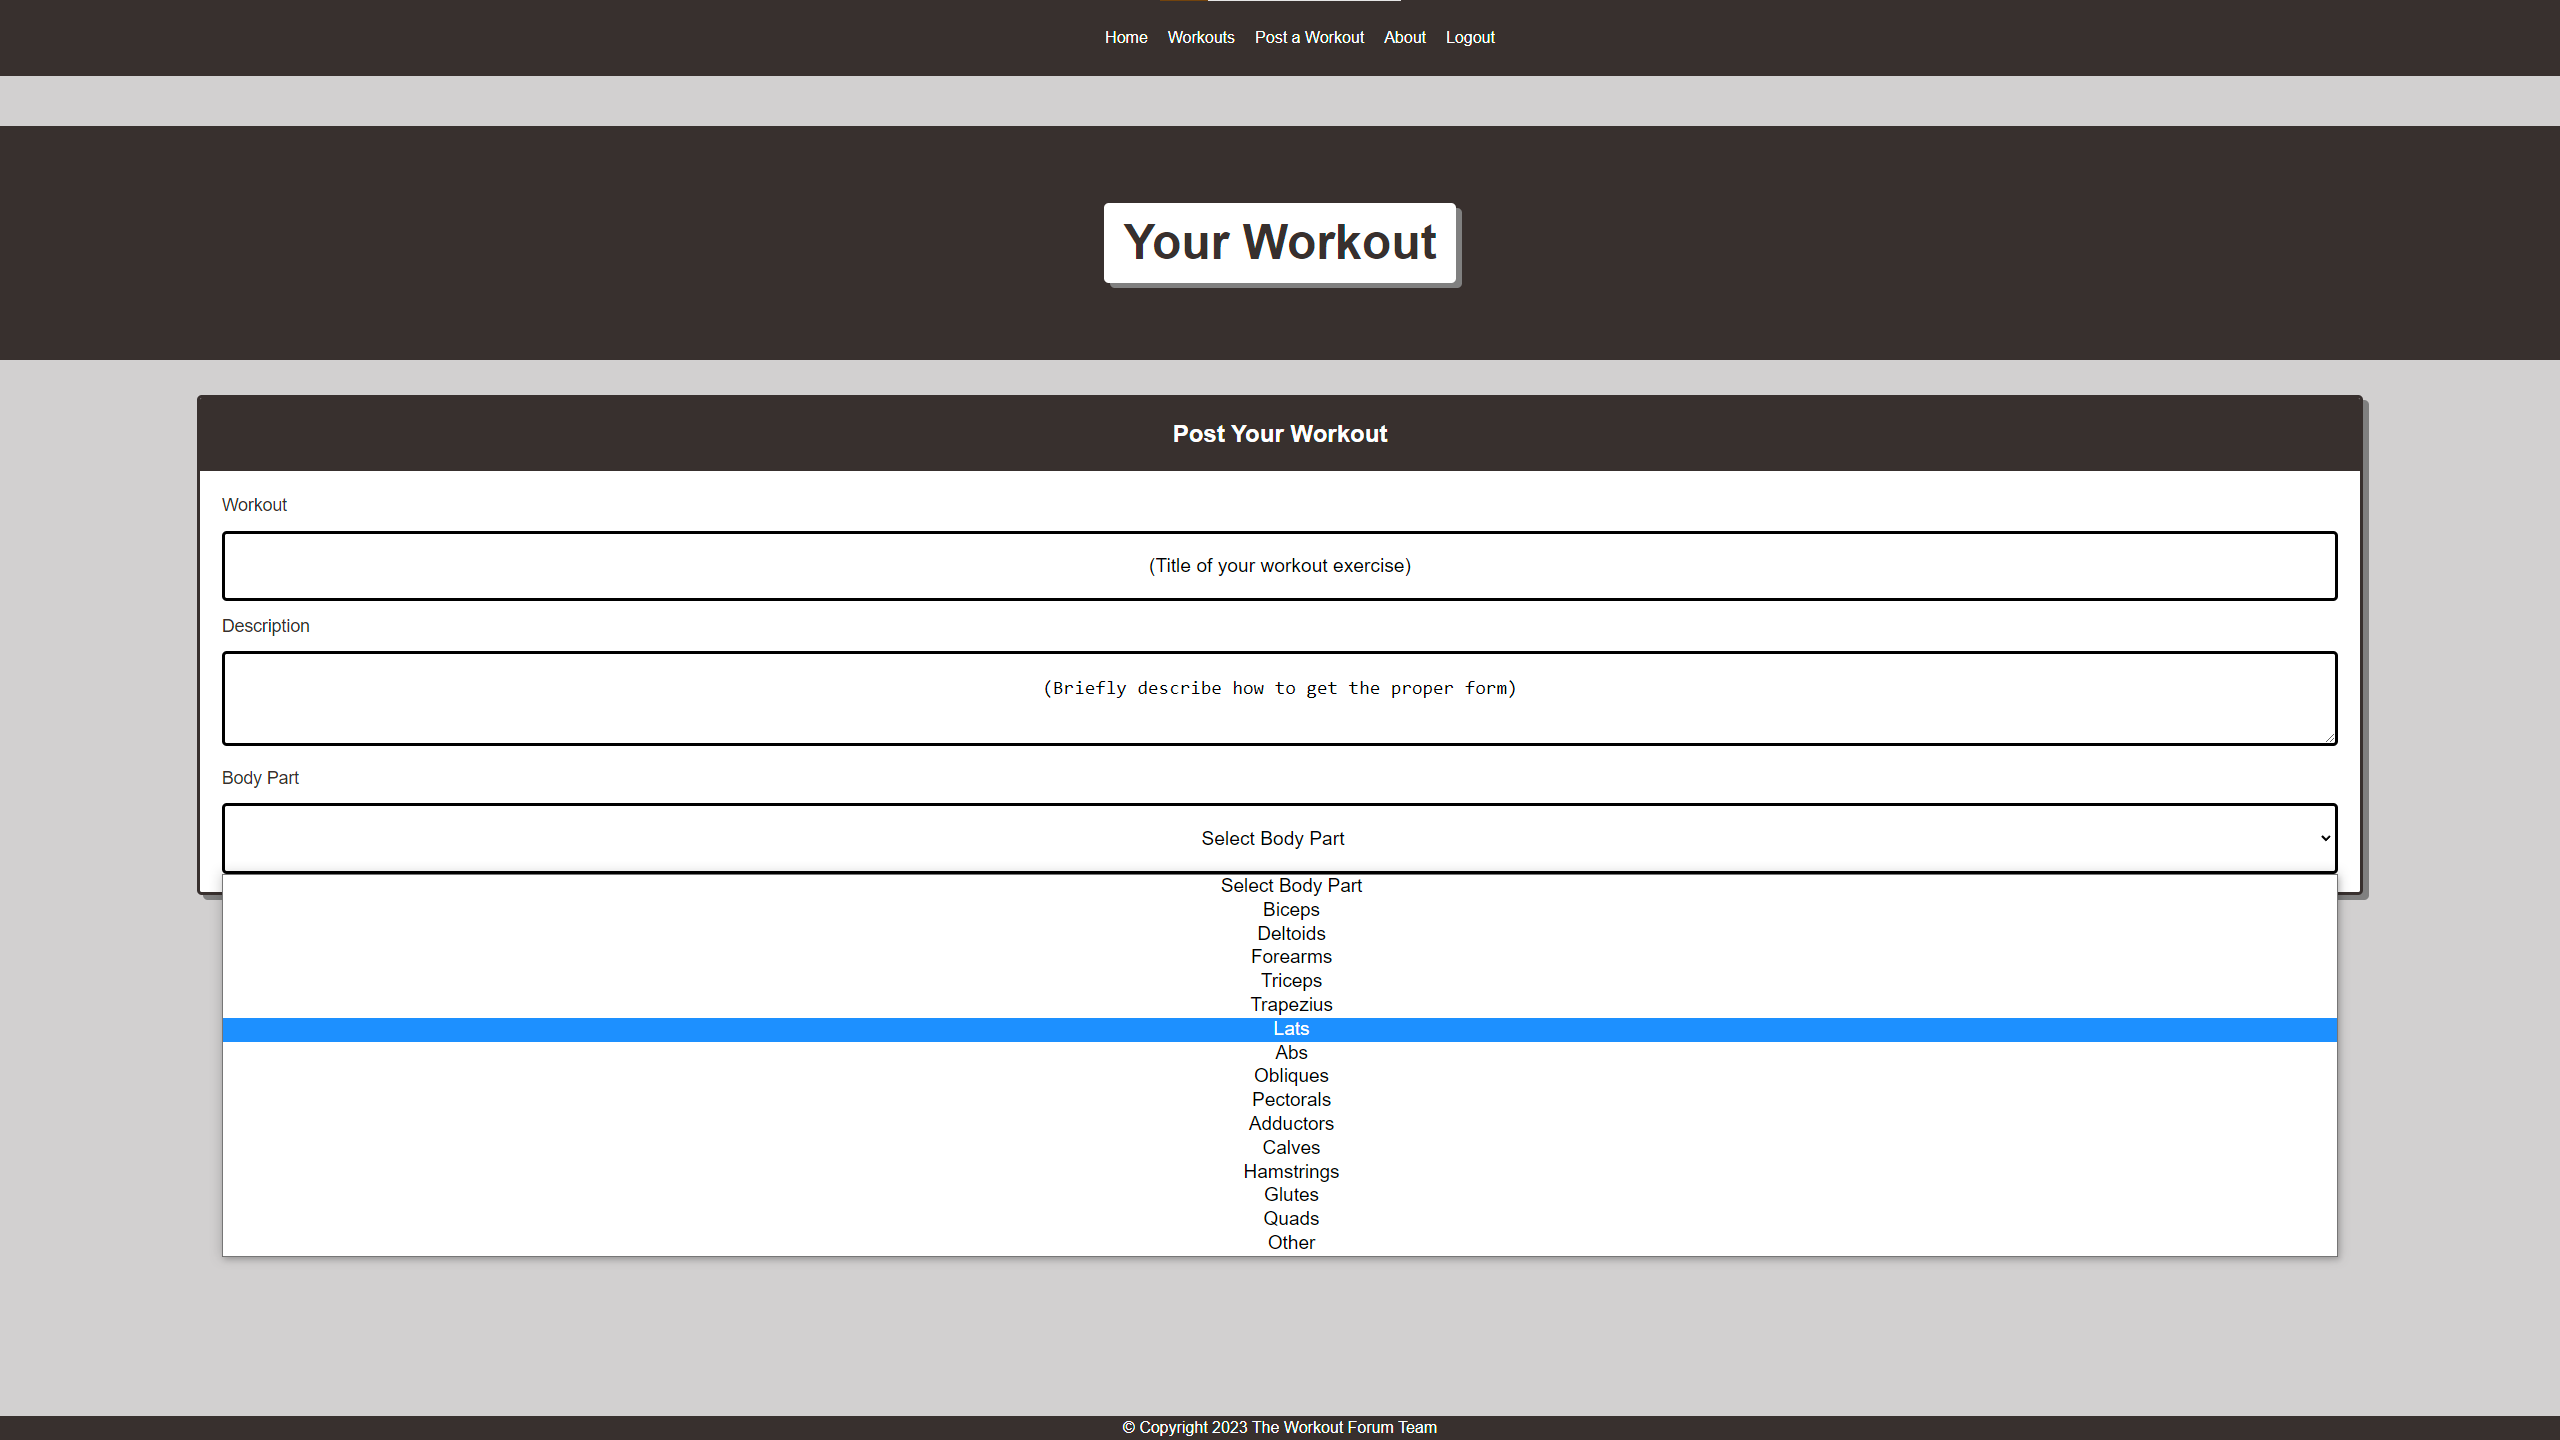 Home Workouts Post a Workout About Logout
Your Workout
Post Your Workout
Workout
(Title of your workout exercise)
Description
(Briefly describe how to get the proper form)
Body Part
Select Body Part
Select Body Part
Biceps
Deltoids
Forearms
Triceps
Trapezius
Lats
Abs
Obliques
Pectorals
Adductors
Calves
Hamstrings
Glutes
Quads
Other
© Copyright 2023 The Workout Forum Team